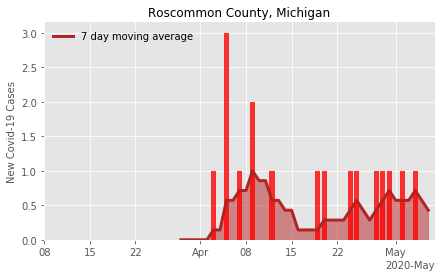 Roscommon County, Michigan
7 day moving average
New Covid-19 Cases
3.0
2.5
2.0
1.5
1.0
0.5
0.0
08 15 22 Apr 08 15 22 May
2020-May